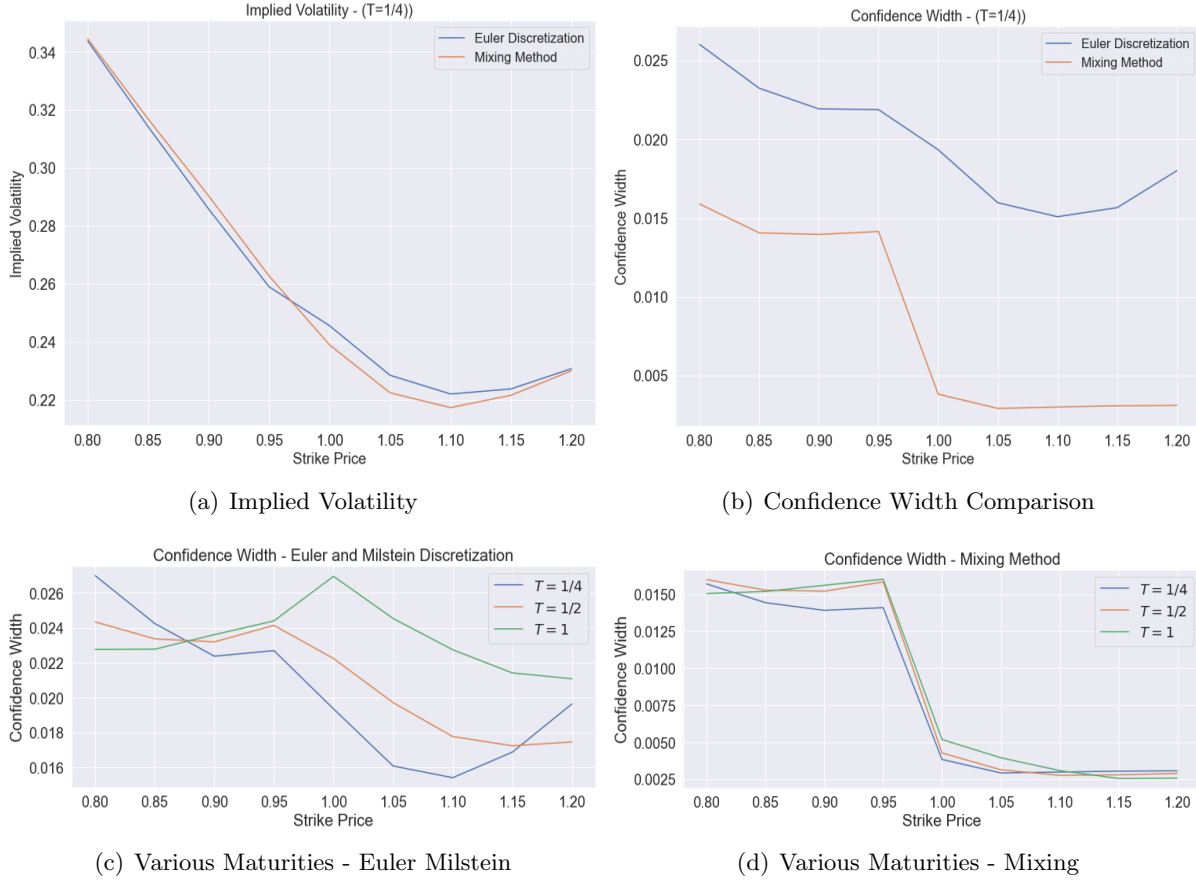 Implied Volatility - (T=1/4))
Implied Volatility
0.34
0.32
0.30
0.28
0.26
0.24
0.22
Euler Discretization
Mixing Method
0.80 0.85 0.90 0.95 1.00 1.05 1.10 1.15 1.20
Strike Price
(a) Implied Volatility
Confidence Width - (T=1/4))
Confidence Width
0.025
0.020
0.015
0.010
0.005
Euler Discretization
Mixing Method
0.80 0.85 0.90 0.95 1.00 1.05 1.10 1.15 1.20
Strike Price
(b) Confidence Width Comparison
Confidence Width - Euler and Milstein Discretization
Confidence Width
0.026
0.024
0.022
0.020
0.018
0.016
T = 1/4
T = 1/2
T = 1
0.80 0.85 0.90 0.95 1.00 1.05 1.10 1.15 1.20
Strike Price
(c) Various Maturities - Euler Milstein
Confidence Width - Mixing Method
Confidence Width
0.0150
0.0125
0.0100
0.0075
0.0050
0.0025
T = 1/4
T = 1/2
T = 1
0.80 0.85 0.90 0.95 1.00 1.05 1.10 1.15 1.20
Strike Price
(d) Various Maturities - Mixing